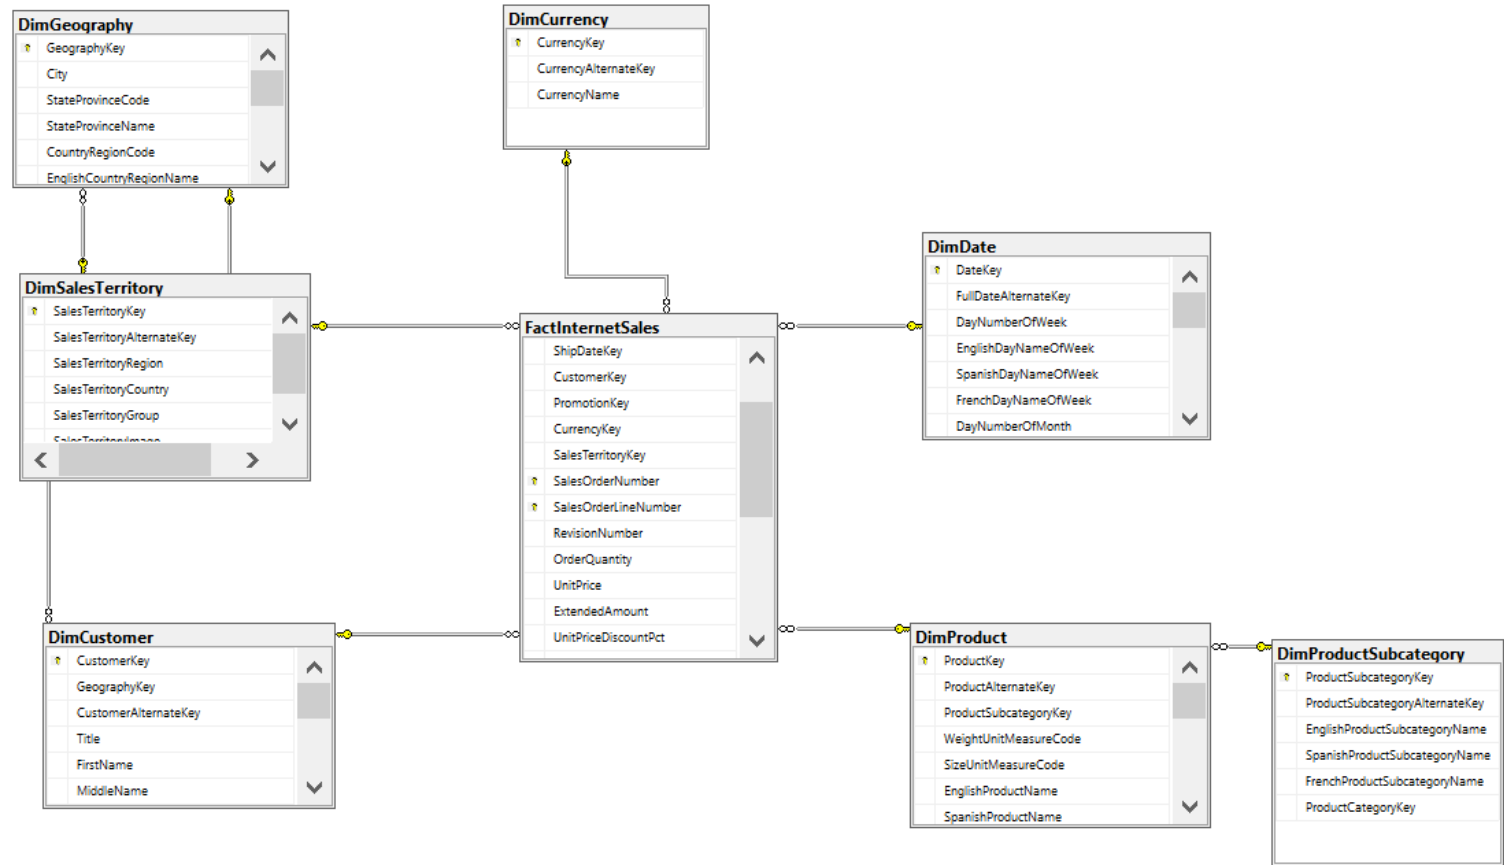 DimGeography
GeographyKey
City
StateProvinceCode
StateProvinceName
CountryRegionCode
EnglishCountryRegionName
DimCurrency
CurrencyKey
CurrencyAlternateKey
CurrencyName
DimDate
DateKey
FullDateAlternateKey
DayNumberOfWeek
EnglishDayNameOfWeek
SpanishDayNameOfWeek
FrenchDayNameOfWeek
DayNumberOfMonth
DimSalesTerritory
SalesTerritoryKey
SalesTerritoryAlternateKey
SalesTerritoryRegion
SalesTerritoryCountry
SalesTerritoryGroup
SalesTerritoryImage
FactInternetSales
ShipDateKey
CustomerKey
PromotionKey
CurrencyKey
SalesTerritoryKey
SalesOrderNumber
SalesOrderLineNumber
RevisionNumber
OrderQuantity
UnitPrice
ExtendedAmount
UnitPriceDiscountPct
DimCustomer
CustomerKey
GeographyKey
CustomerAlternateKey
Title
FirstName
MiddleName
DimProduct
ProductKey
ProductAlternateKey
ProductSubcategoryKey
WeightUnitMeasureCode
SizeUnitMeasureCode
EnglishProductName
SpanishProductName
DimProductSubcategory
ProductSubcategoryKey
ProductSubcategoryAlternateKey
EnglishProductSubcategoryName
SpanishProductSubcategoryName
FrenchProductSubcategoryName
ProductCategoryKey